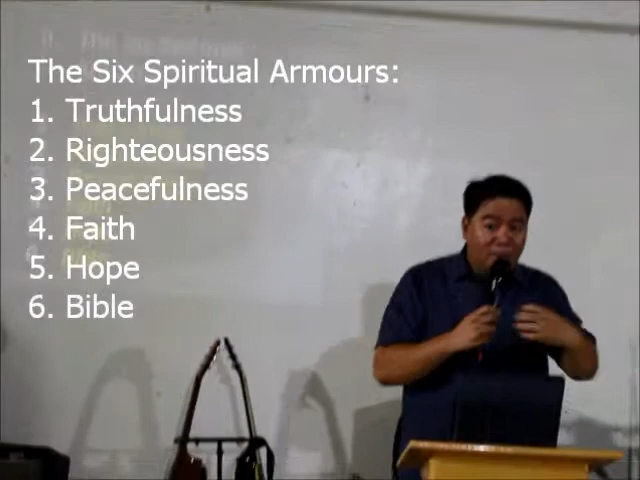 The Six Spiritual Armours:
1. Truthfulness
2. Righteousness
3. Peacefulness
4. Faith
5. Hope
6. Bible